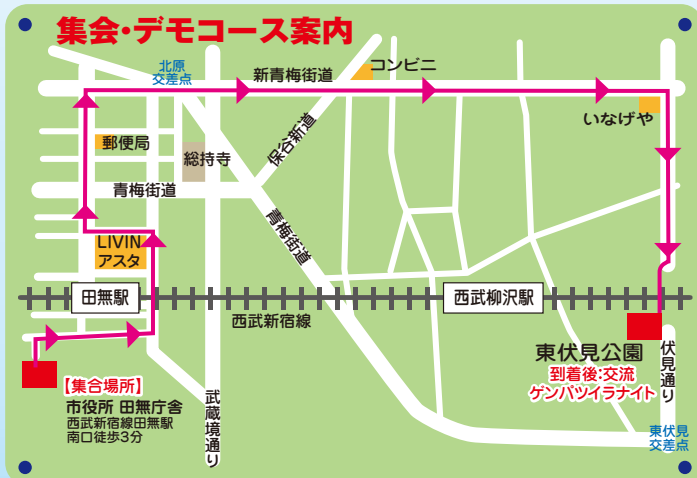 集会・デモコース案内
北原
交差点
新青梅街道
コンビニ
いなげや
郵便局
総持寺
保谷新道
青梅街道
青梅街道
LIVIN
アスタ
田無駅
西武柳沢駅
西武新宿線
【集合場所】
市役所 田無庁舎
西武新宿線田無駅
南口徒歩3分
武蔵境通り
東伏見公園
到着後:交流
ゲンパツイラナイト
伏見通り
東伏見
交差点